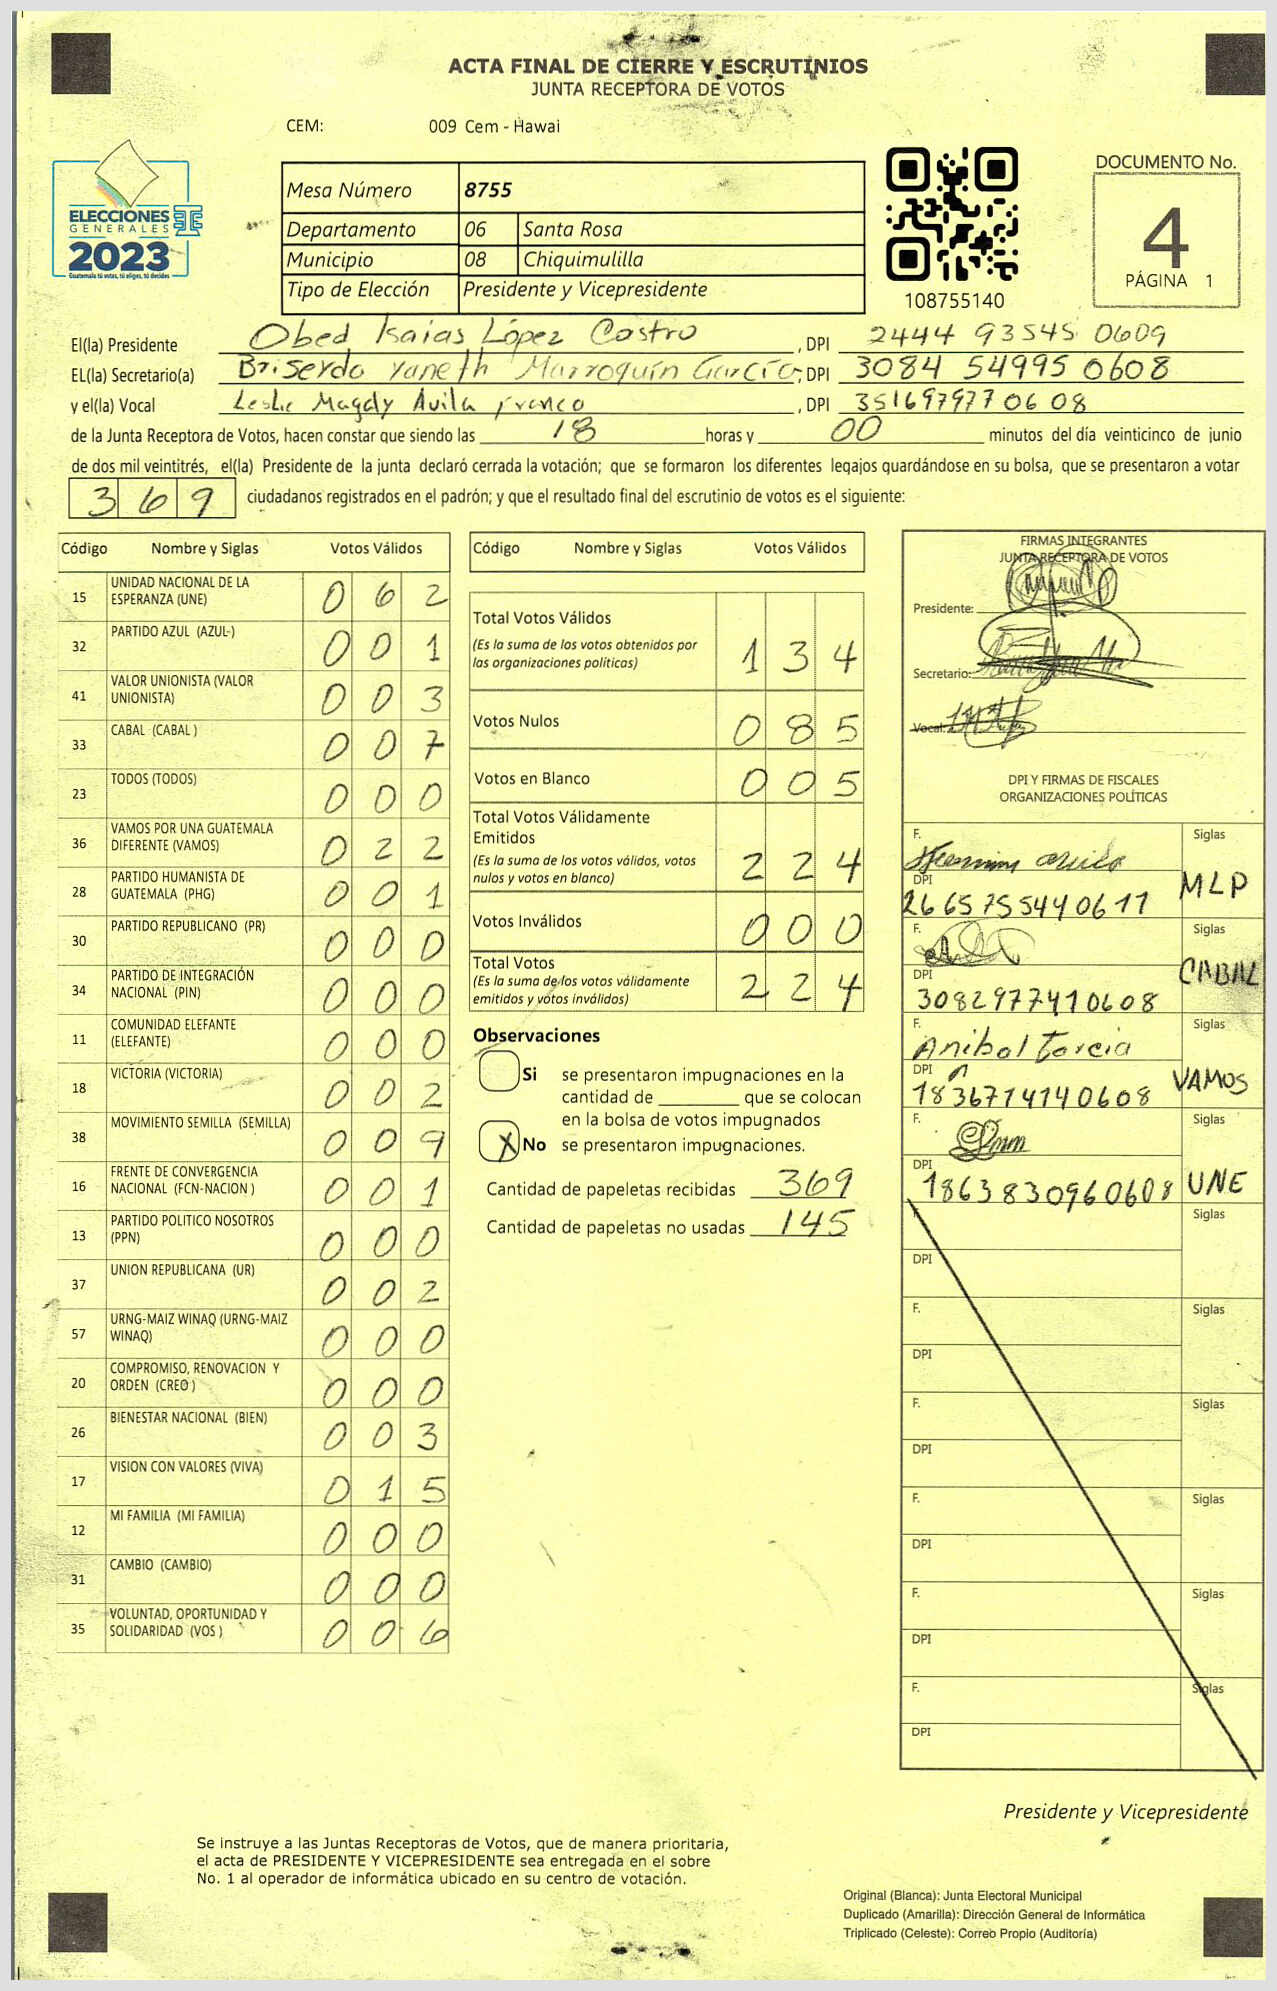 ACTA FINAL DE CIERRE Y ESCRUTINIOS
JUNTA RECEPTORA DE VOTOS
CEM: 009 Cem - Hawai
ELECCIONES
GENERALES
2023
Guatemala tú votas, tú eliges, tú decides
Mesa Número 8755
Departamento 06 Santa Rosa
Municipio 08 Chiquimulilla
Tipo de Elección Presidente y Vicepresidente
108755140
DOCUMENTO No.
4
PÁGINA 1
El(la) Presidente Obed Isaias López Castro , DPI 2444 93545 0609
EL(la) Secretario(a) Briserda Yaneth Marroquín García , DPI 3084 54995 0608
y el(la) Vocal Leslie Magdy Avila franco , DPI 351697977 0608
de la Junta Receptora de Votos, hacen constar que siendo las 18 horas y 00 minutos del día veinticinco de junio
de dos mil veintitrés, el(la) Presidente de la junta declaró cerrada la votación; que se formaron los diferentes legajos guardándose en su bolsa, que se presentaron a votar
369 ciudadanos registrados en el padrón; y que el resultado final del escrutinio de votos es el siguiente:
Código Nombre y Siglas Votos Válidos
15 UNIDAD NACIONAL DE LA ESPERANZA (UNE) 0 6 2
32 PARTIDO AZUL (AZUL-) 0 0 1
41 VALOR UNIONISTA (VALOR UNIONISTA) 0 0 3
33 CABAL (CABAL ) 0 0 7
23 TODOS (TODOS) 0 0 0
36 VAMOS POR UNA GUATEMALA DIFERENTE (VAMOS) 0 2 2
28 PARTIDO HUMANISTA DE GUATEMALA (PHG) 0 0 1
30 PARTIDO REPUBLICANO (PR) 0 0 0
34 PARTIDO DE INTEGRACIÓN NACIONAL (PIN) 0 0 0
11 COMUNIDAD ELEFANTE (ELEFANTE) 0 0 0
18 VICTORIA (VICTORIA) 0 0 2
38 MOVIMIENTO SEMILLA (SEMILLA) 0 0 9
16 FRENTE DE CONVERGENCIA NACIONAL (FCN-NACION ) 0 0 1
13 PARTIDO POLITICO NOSOTROS (PPN) 0 0 0
37 UNION REPUBLICANA (UR) 0 0 2
57 URNG-MAIZ WINAQ (URNG-MAIZ WINAQ) 0 0 0
20 COMPROMISO, RENOVACION Y ORDEN (CREO ) 0 0 0
26 BIENESTAR NACIONAL (BIEN) 0 0 3
17 VISION CON VALORES (VIVA) 0 1 5
12 MI FAMILIA (MI FAMILIA) 0 0 0
31 CAMBIO (CAMBIO) 0 0 0
35 VOLUNTAD, OPORTUNIDAD Y SOLIDARIDAD (VOS ) 0 0 6
Código Nombre y Siglas Votos Válidos
Total Votos Válidos 1 3 4
(Es la suma de los votos obtenidos por
las organizaciones políticas)
Votos Nulos 0 8 5
Votos en Blanco 0 0 5
Total Votos Válidamente
Emitidos 2 2 4
(Es la suma de los votos válidos, votos
nulos y votos en blanco)
Votos Inválidos 0 0 0
Total Votos 2 2 4
(Es la suma de los votos válidamente
emitidos y votos inválidos)
Observaciones
Si se presentaron impugnaciones en la
cantidad de ________ que se colocan
en la bolsa de votos impugnados
X No se presentaron impugnaciones.
Cantidad de papeletas recibidas 369
Cantidad de papeletas no usadas 145
FIRMAS INTEGRANTES
JUNTA RECEPTORA DE VOTOS
Presidente:
Secretario:
Vocal:
DPI Y FIRMAS DE FISCALES
ORGANIZACIONES POLÍTICAS
F. Siglas
DPI MLP
2665755440611
F. Siglas
DPI CABAL
3082977410608
F. Anibal Garcia Siglas
DPI VAMOS
1836714140608
F. Siglas
DPI UNE
1863830960608
F. Siglas
DPI
F. Siglas
DPI
F. Siglas
DPI
F. Siglas
DPI
F. Siglas
DPI
F. Siglas
DPI
Presidente y Vicepresidente
Se instruye a las Juntas Receptoras de Votos, que de manera prioritaria,
el acta de PRESIDENTE Y VICEPRESIDENTE sea entregada en el sobre
No. 1 al operador de informática ubicado en su centro de votación.
Original (Blanca): Junta Electoral Municipal
Duplicado (Amarilla): Dirección General de Informática
Triplicado (Celeste): Correo Propio (Auditoría)